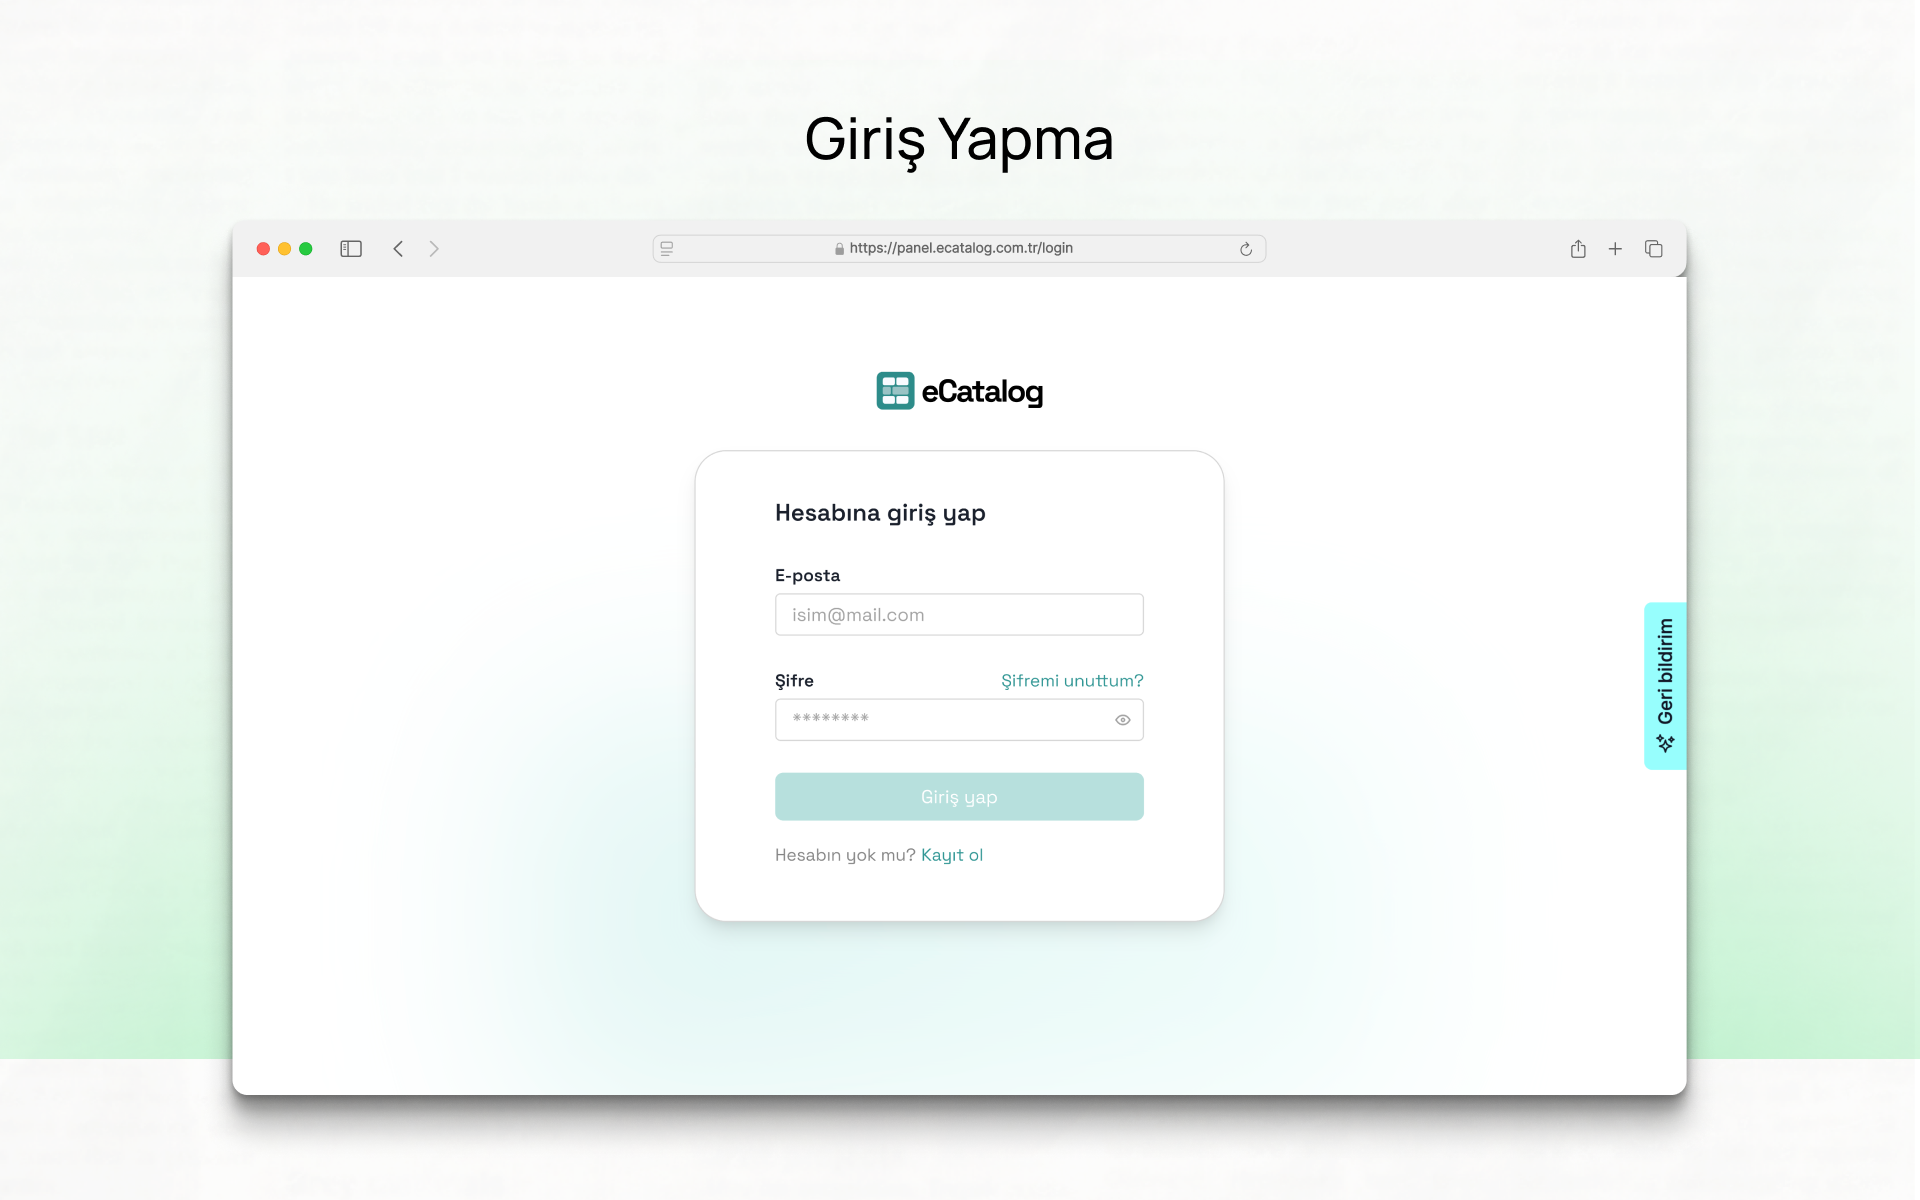 Giriş Yapma
https://panel.ecatalog.com.tr/login
eCatalog
Hesabına giriş yap
E-posta
isim@mail.com
Şifre
Şifremi unuttum?
********
Giriş yap
Hesabın yok mu? Kayıt ol
Geri bildirim